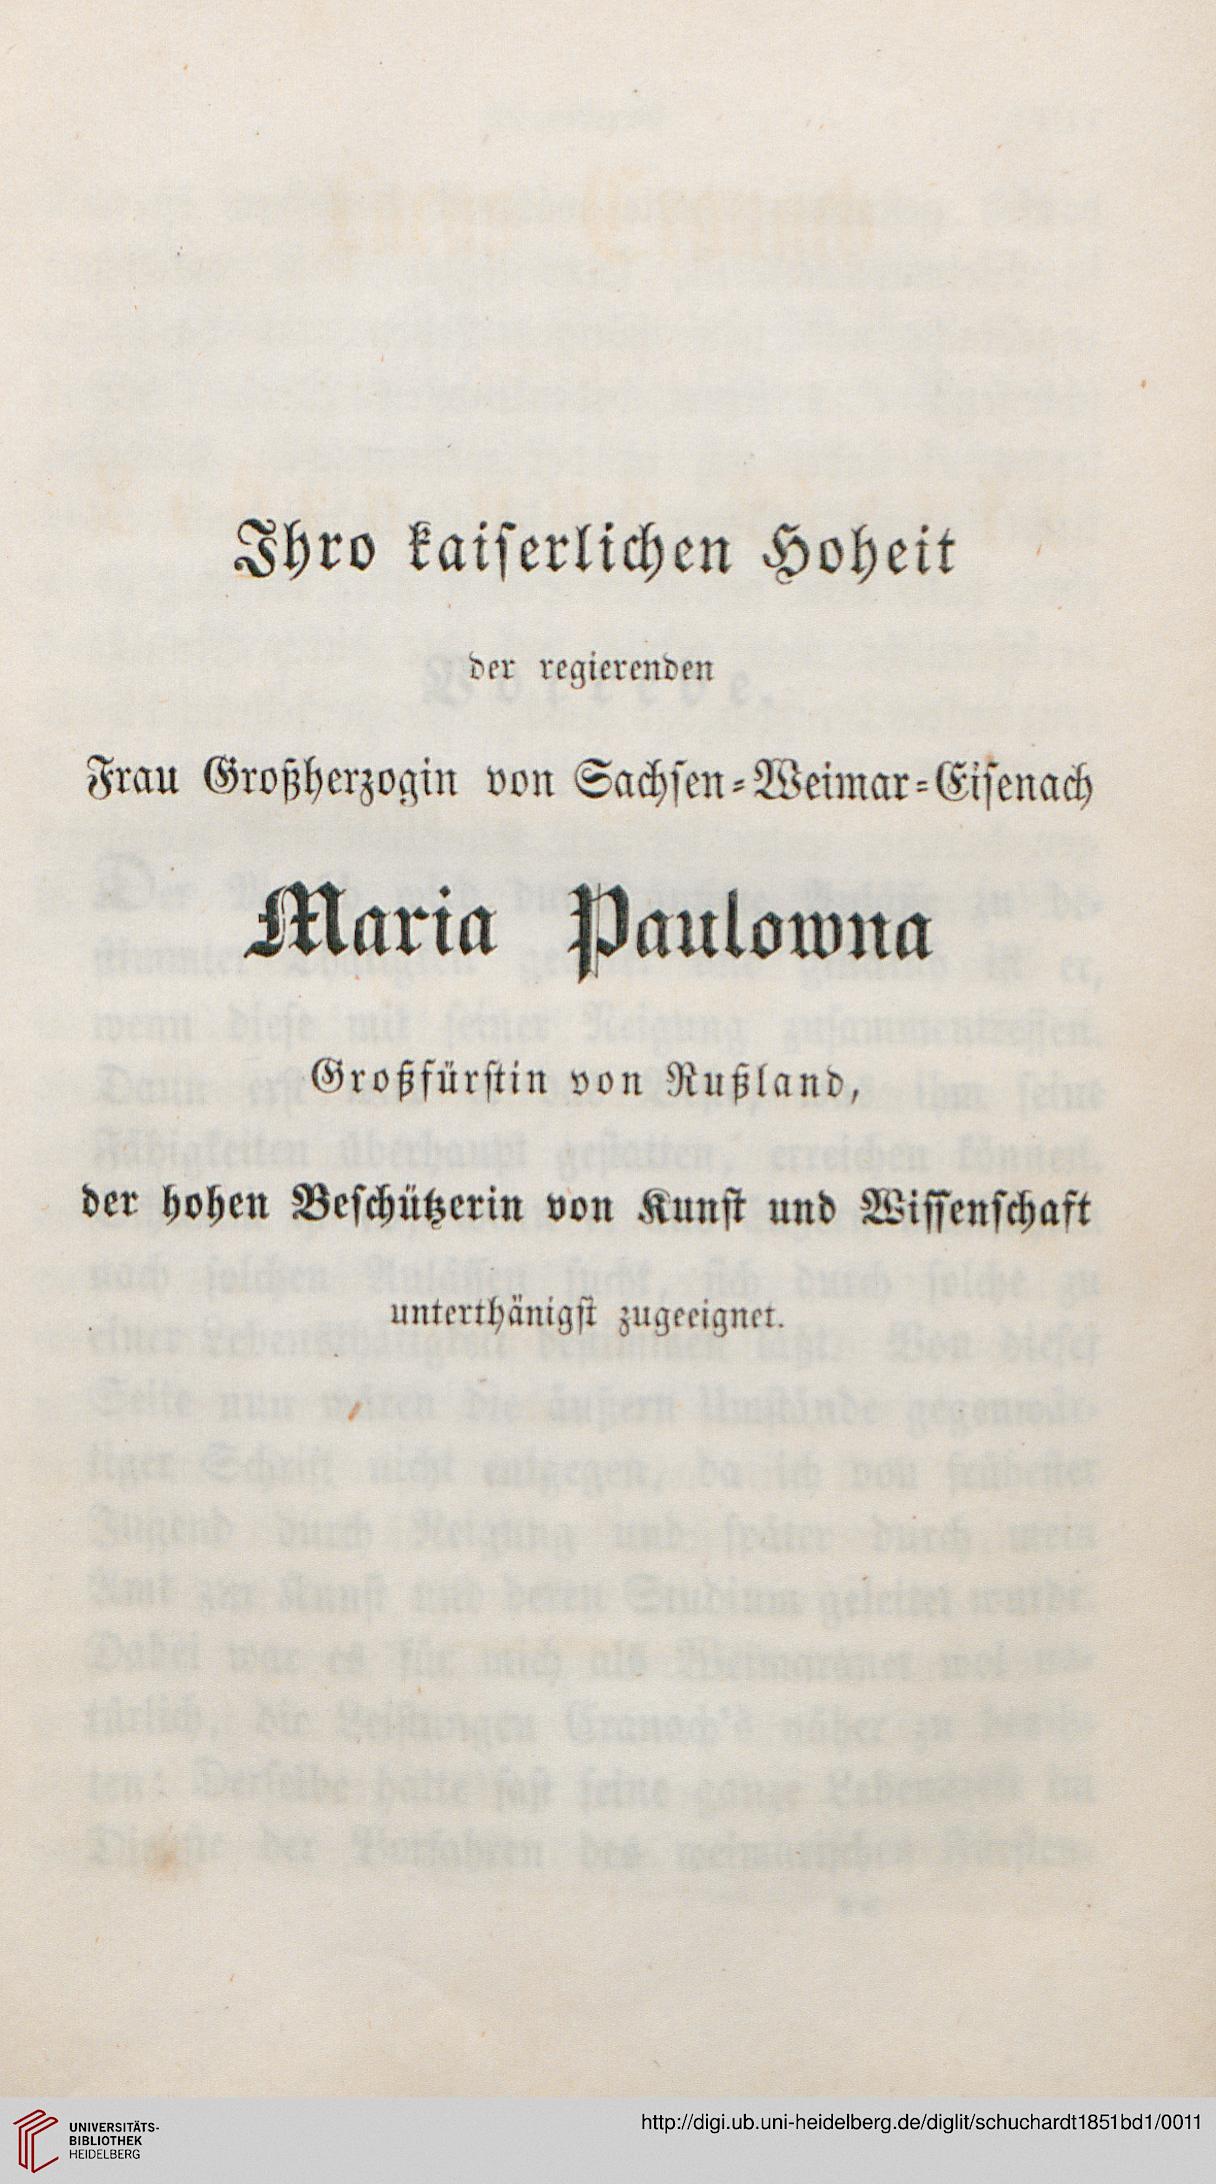 Ihro kaiserlichen Hoheit
der regierenden
Frau Großherzogin von Sachsen-Weimar-Eisenach
Maria Paulowna
Großfürstin von Rußland,
der hohen Beschützerin von Kunst und Wissenschaft
unterthänigst zugeeignet.
UNIVERSITÄTS-
BIBLIOTHEK
HEIDELBERG
http://digi.ub.uni-heidelberg.de/diglit/schuchardt1851bd1/0011